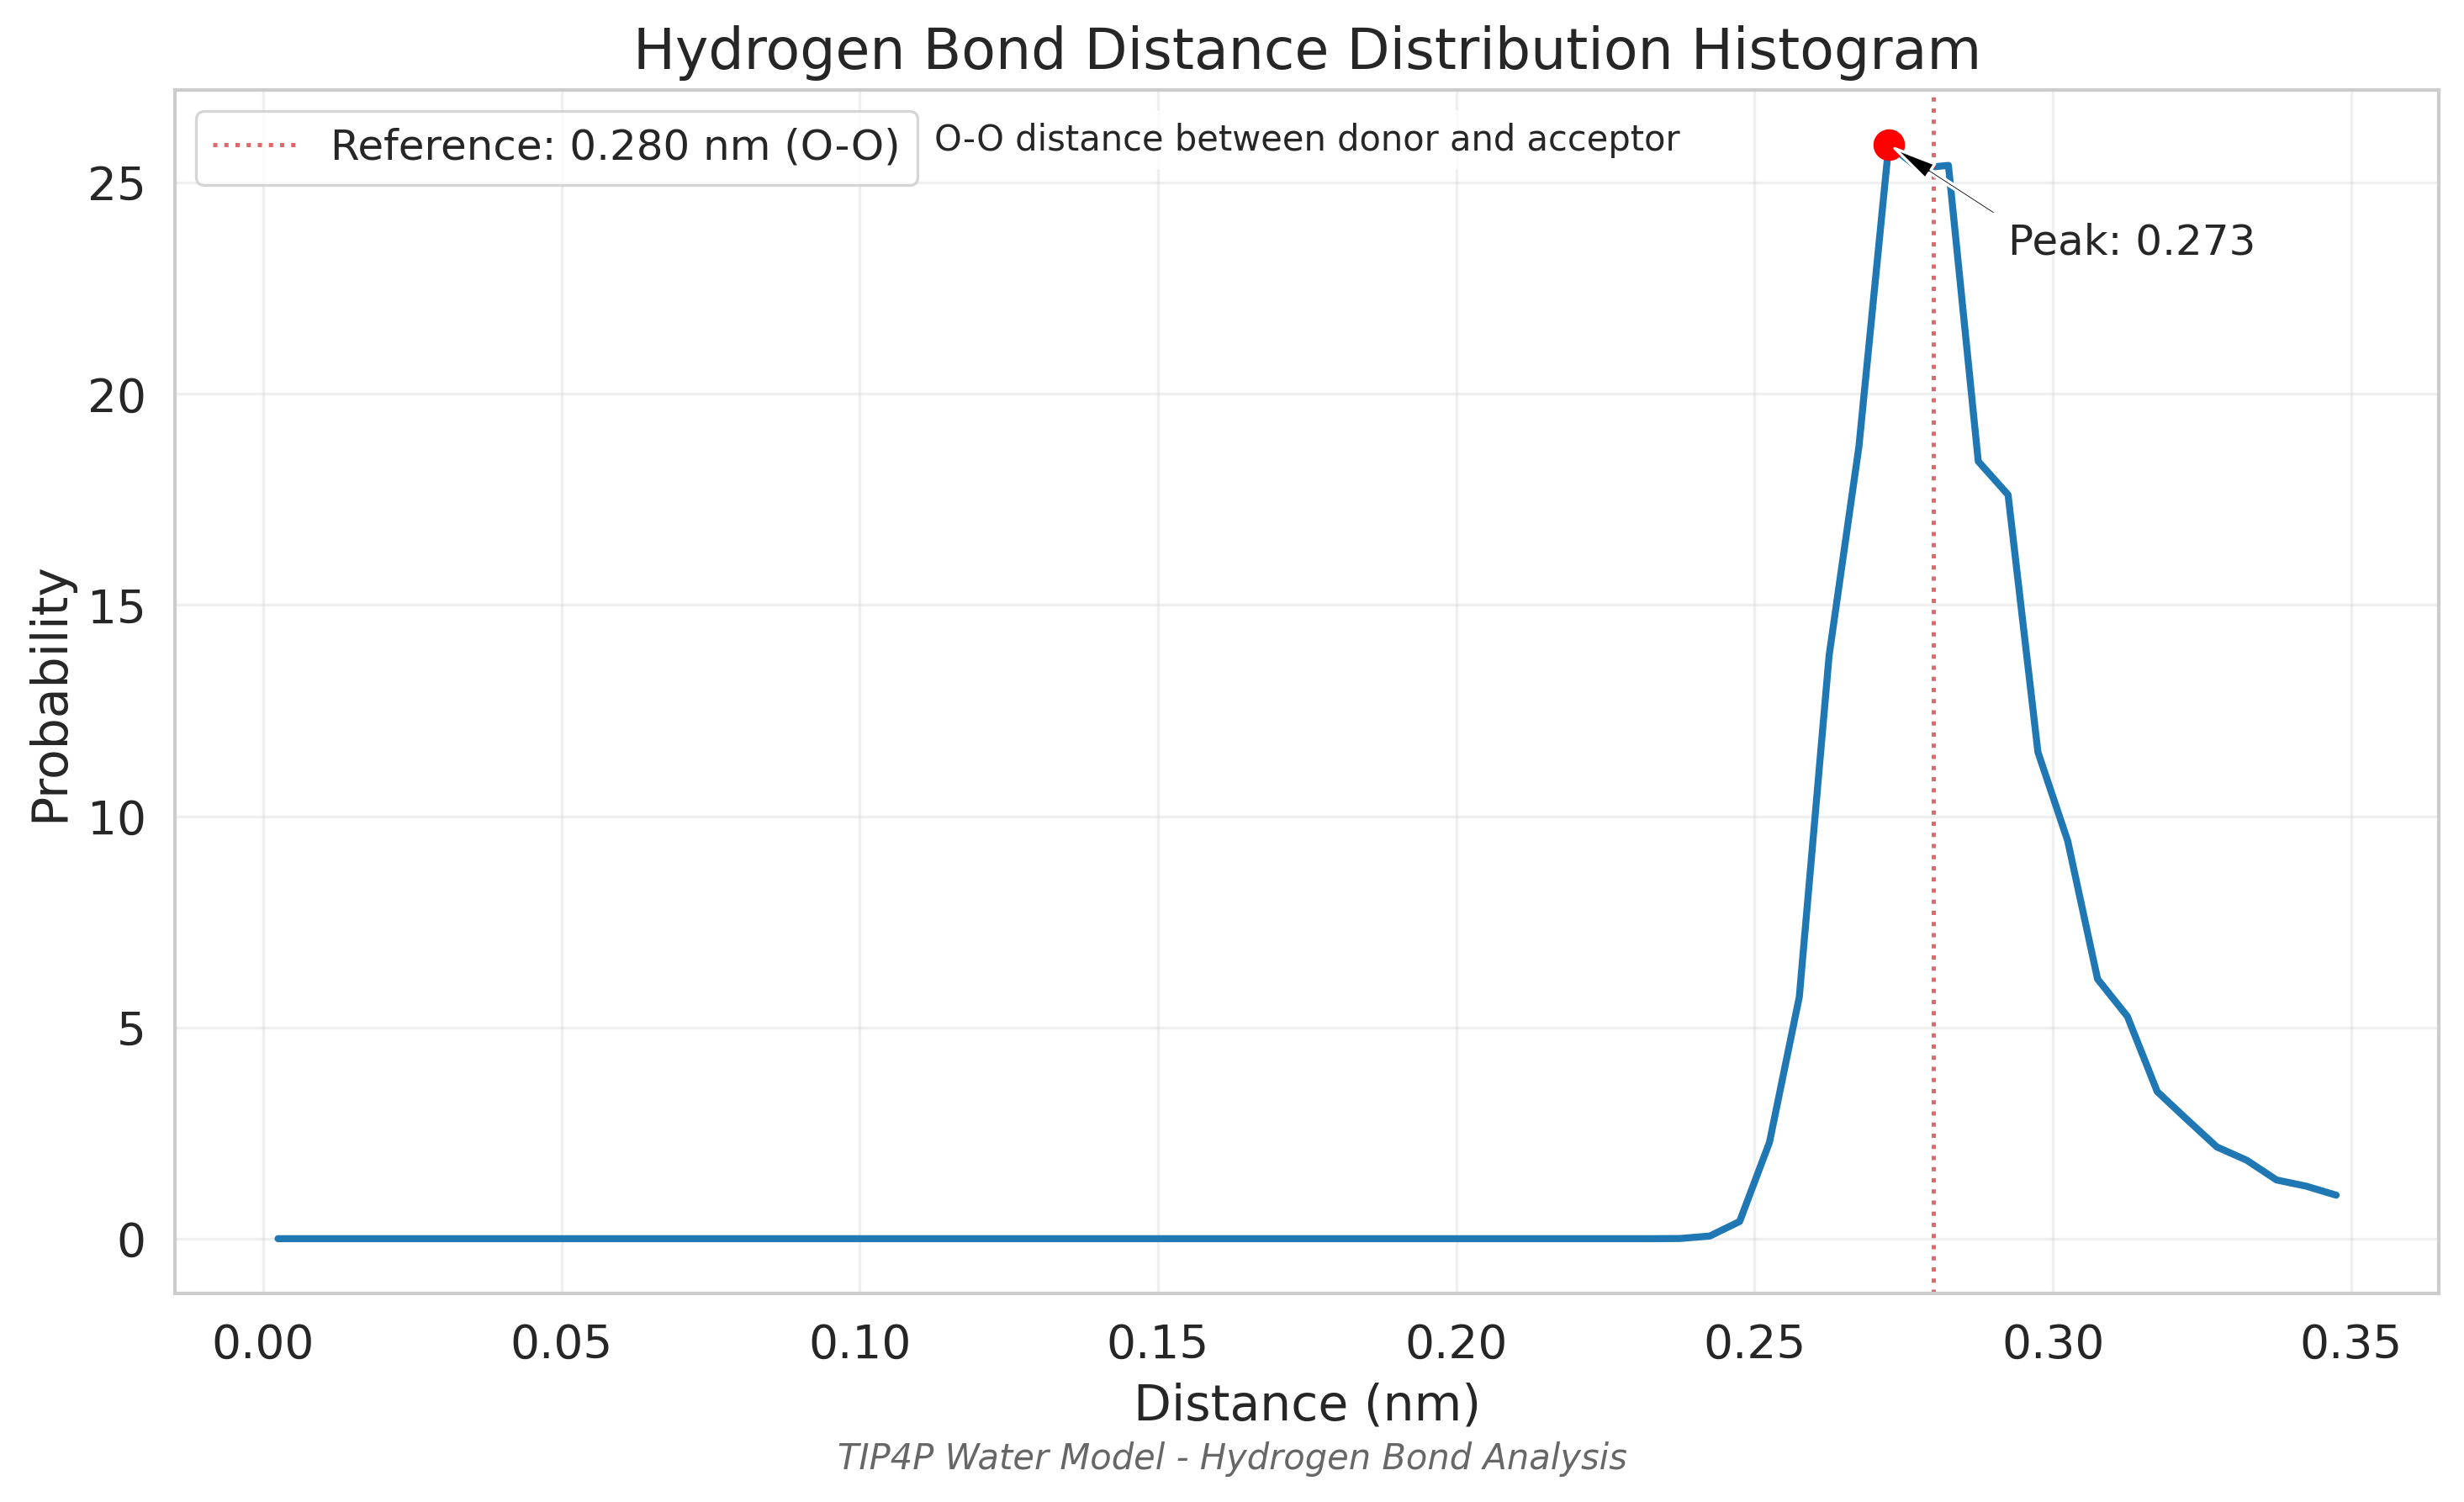 Hydrogen Bond Distance Distribution Histogram
Reference: 0.280 nm (O-O)
O-O distance between donor and acceptor
Peak: 0.273
Probability
25
20
15
10
5
0
0.00 0.05 0.10 0.15 0.20 0.25 0.30 0.35
Distance (nm)
TIP4P Water Model - Hydrogen Bond Analysis